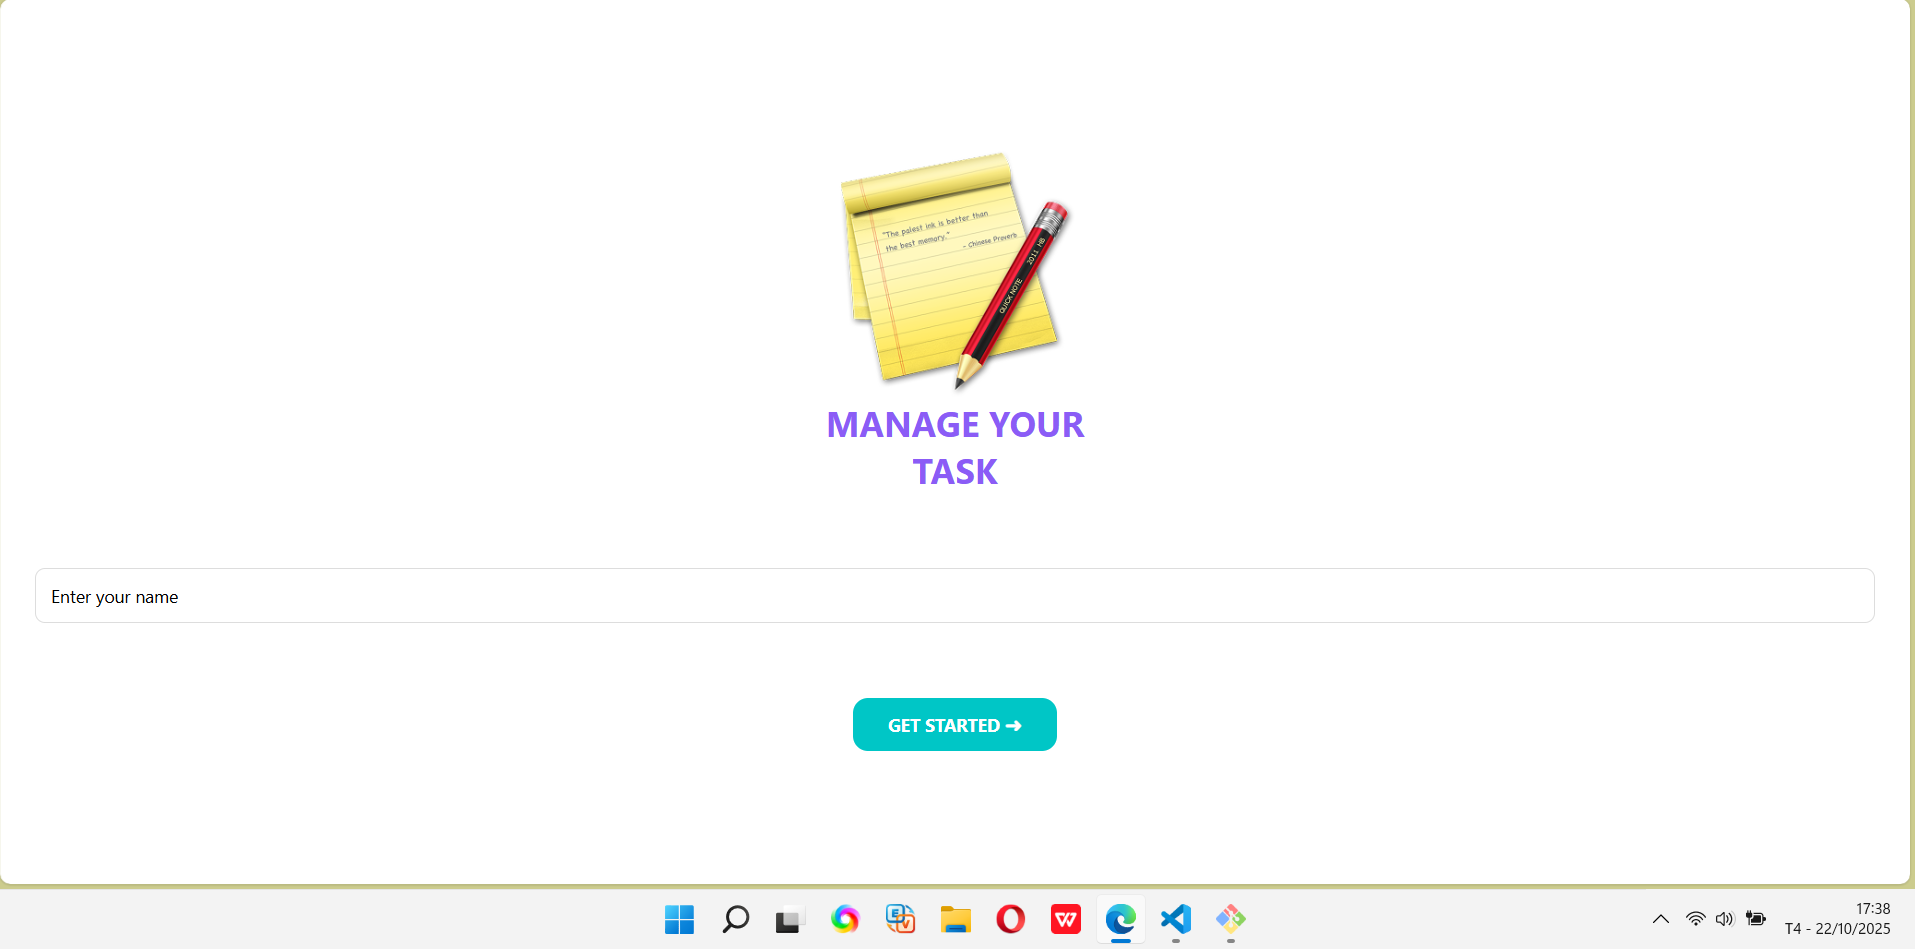 "The palest ink is better than
the best memory."
- Chinese Proverb
QUICK NOTE 2011 HB
MANAGE YOUR
TASK
Enter your name
GET STARTED ➜
17:38
T4 - 22/10/2025